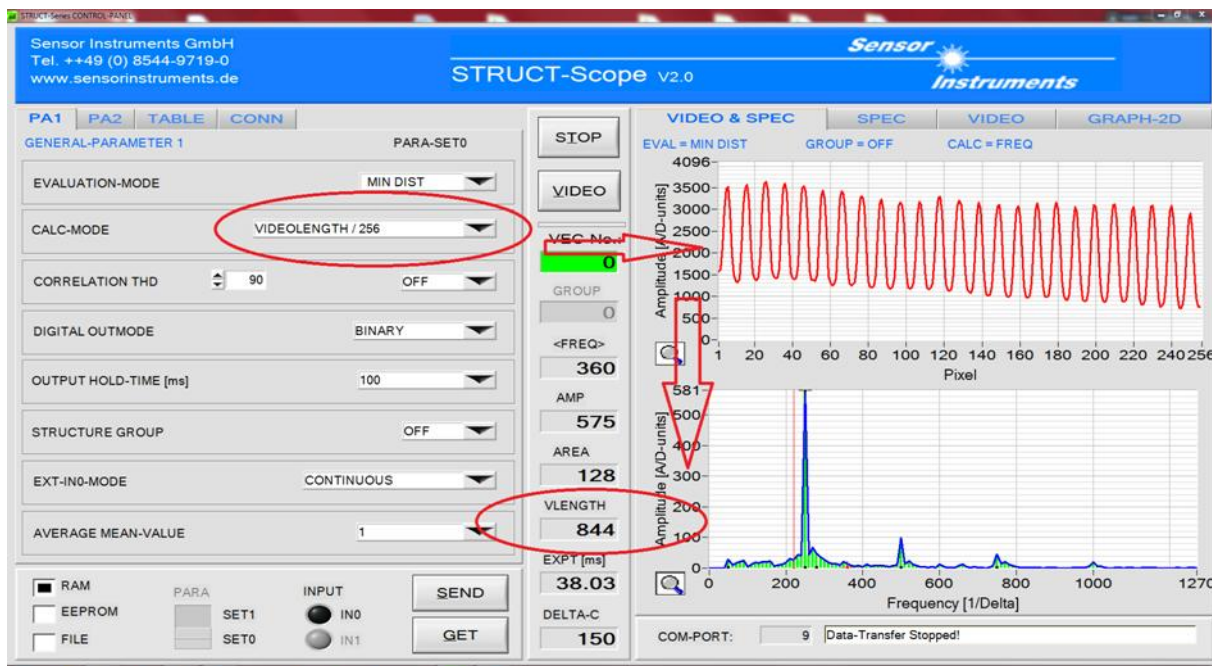 STRUCT-Series CONTROL-PANEL
Sensor Instruments GmbH
Tel. ++49 (0) 8544-9719-0
www.sensorinstruments.de
STRUCT-Scope V2.0
Sensor
Instruments
PA1 PA2 TABLE CONN
GENERAL-PARAMETER 1 PARA-SET0
EVALUATION-MODE MIN DIST
CALC-MODE VIDEOLENGTH / 256
CORRELATION THD 90 OFF
DIGITAL OUTMODE BINARY
OUTPUT HOLD-TIME [ms] 100
STRUCTURE GROUP OFF
EXT-IN0-MODE CONTINUOUS
AVERAGE MEAN-VALUE 1
RAM
EEPROM
FILE
PARA
SET1
SET0
INPUT
IN0
IN1
SEND
GET
STOP
VIDEO
VEC No.:
0
GROUP
0
<FREQ>
360
AMP
575
AREA
128
VLENGTH
844
EXPT [ms]
38.03
DELTA-C
150
VIDEO & SPEC SPEC VIDEO GRAPH-2D
EVAL = MIN DIST GROUP = OFF CALC = FREQ
Amplitude [A/D-units]
4096
3500
3000
2500
2000
1500
1000
500
0
1 20 40 60 80 100 120 140 160 180 200 220 240 256
Pixel
Amplitude [A/D-units]
581
500
400
300
200
100
0
0 200 400 600 800 1000 1270
Frequency [1/Delta]
COM-PORT: 9 Data-Transfer Stopped!